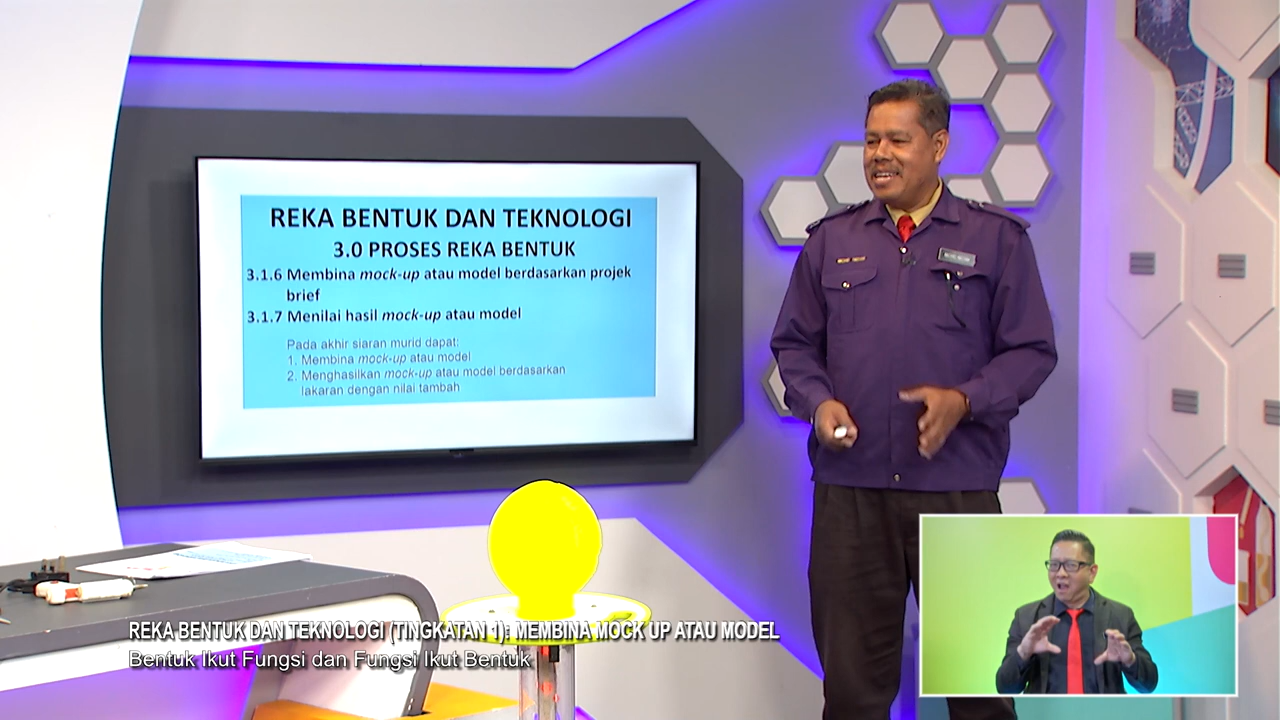 REKA BENTUK DAN TEKNOLOGI
3.0 PROSES REKA BENTUK
3.1.6 Membina mock-up atau model berdasarkan projek
brief
3.1.7 Menilai hasil mock-up atau model
Pada akhir siaran murid dapat:
1. Membina mock-up atau model
2. Menghasilkan mock-up atau model berdasarkan
lakaran dengan nilai tambah
REKA BENTUK DAN TEKNOLOGI (TINGKATAN 1): MEMBINA MOCK UP ATAU MODEL
Bentuk Ikut Fungsi dan Fungsi Ikut Bentuk